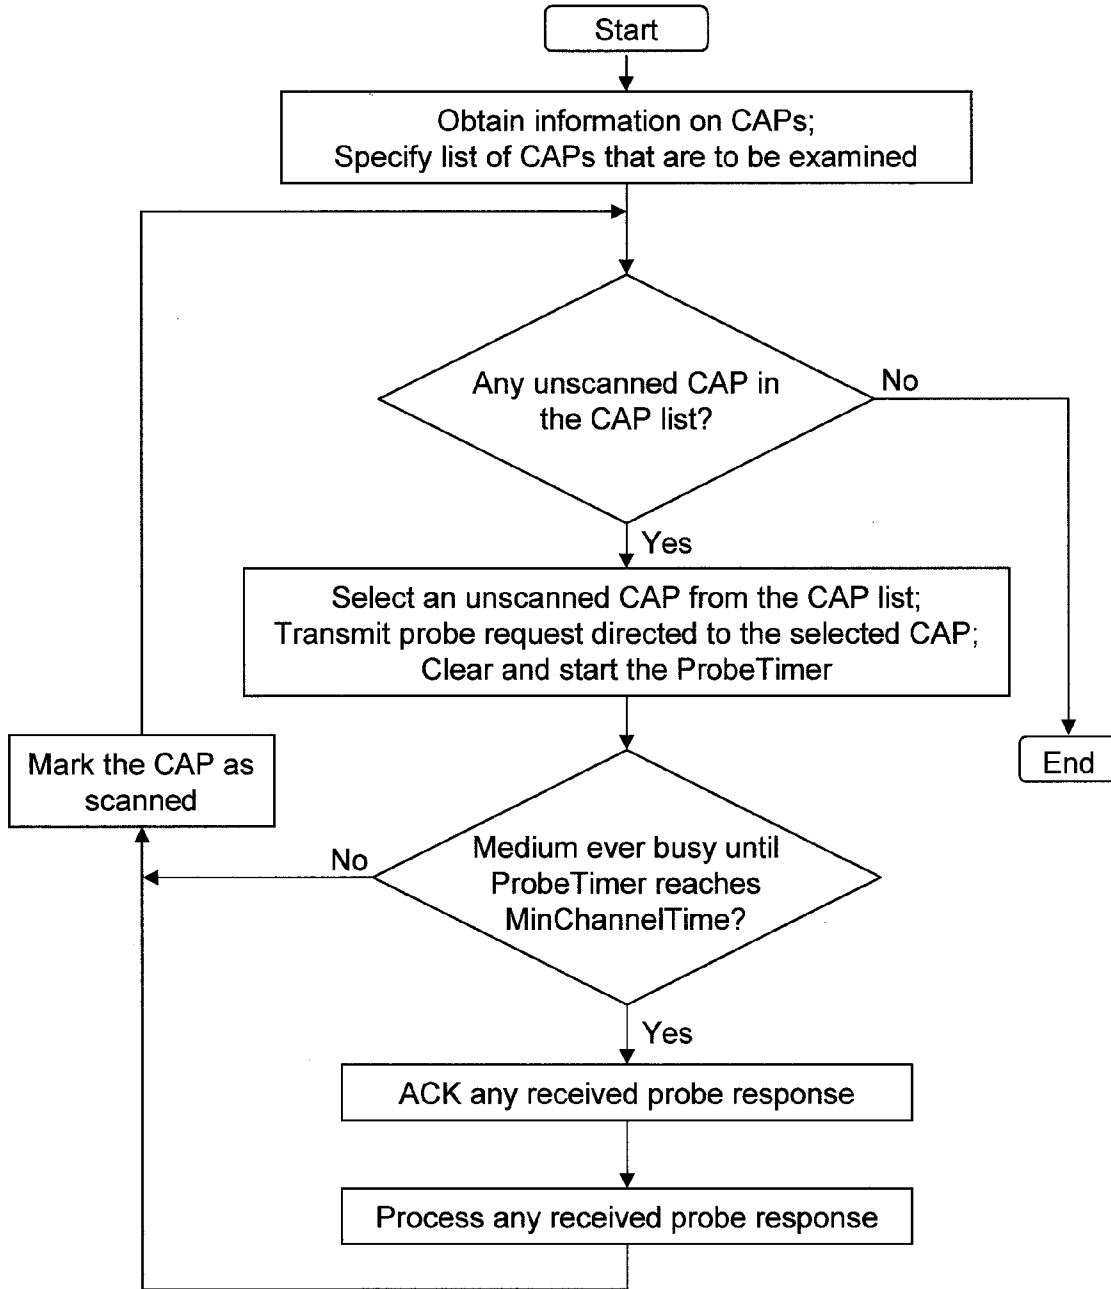 Start
Obtain information on CAPs;
Specify list of CAPs that are to be examined
Any unscanned CAP in
the CAP list?
No
Yes
Select an unscanned CAP from the CAP list;
Transmit probe request directed to the selected CAP;
Clear and start the ProbeTimer
Mark the CAP as
scanned
End
Medium ever busy until
ProbeTimer reaches
MinChannelTime?
No
Yes
ACK any received probe response
Process any received probe response